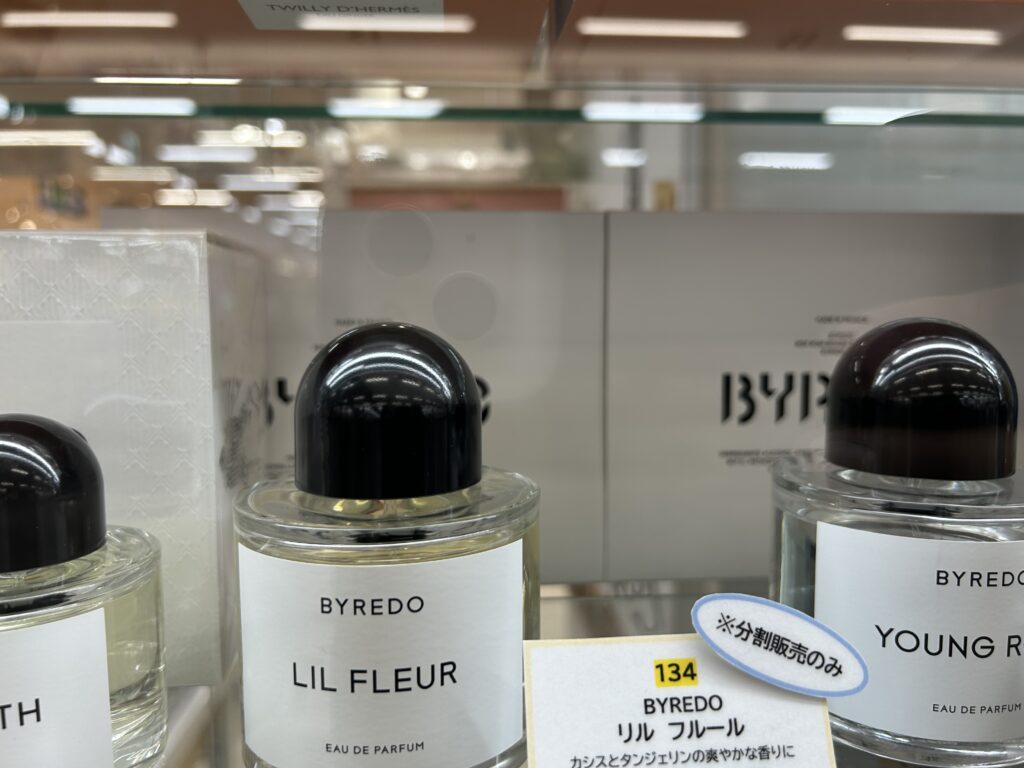 TWILLY D'HERMÈS
BYREDO
LIL FLEUR
EAU DE PARFUM
TH
※分割販売のみ
134
BYREDO
リル フルール
カシスとタンジェリンの爽やかな香りに
BYREDO
YOUNG R
EAU DE PARFUM